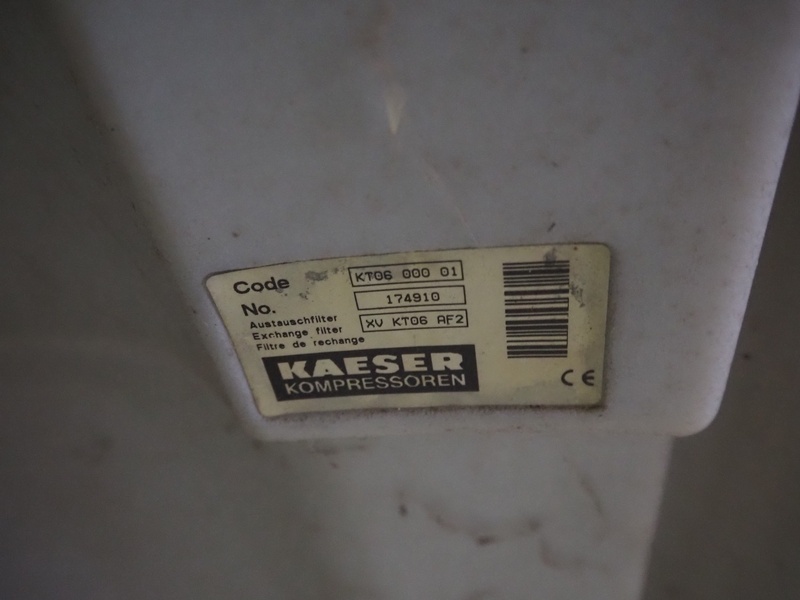 Code KT06 000 01
No. 174910
Austauschfilter
Exchange filter XV KT06 AF2
Filtre de rechange
KAESER
KOMPRESSOREN
CE